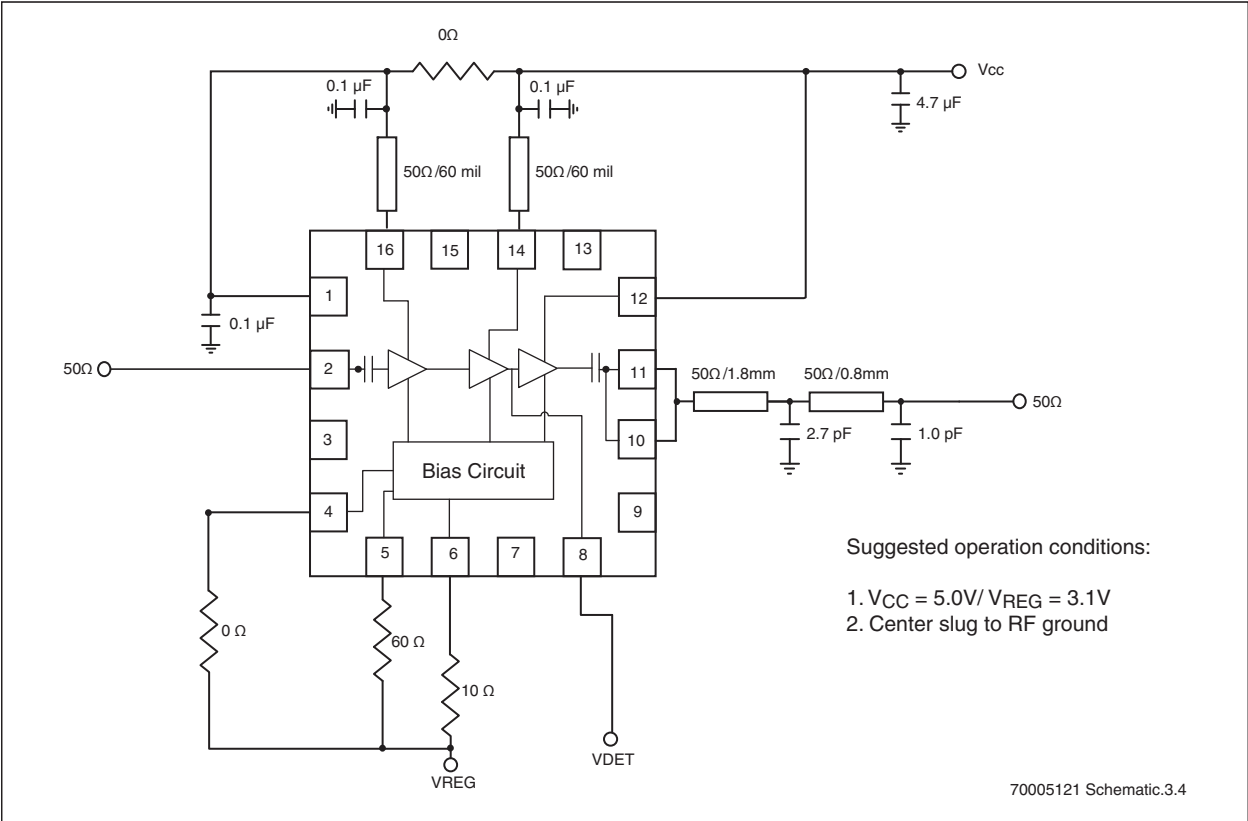 0Ω
Vcc
0.1 µF
0.1 µF
4.7 µF
50Ω/60 mil
50Ω/60 mil
16
15
14
13
1
12
0.1 µF
50Ω
2
11
50Ω/1.8mm
50Ω/0.8mm
50Ω
3
10
2.7 pF
1.0 pF
Bias Circuit
4
9
5
6
7
8
Suggested operation conditions:
1. VCC = 5.0V/ VREG = 3.1V
2. Center slug to RF ground
0 Ω
60 Ω
10 Ω
VREG
VDET
70005121 Schematic.3.4